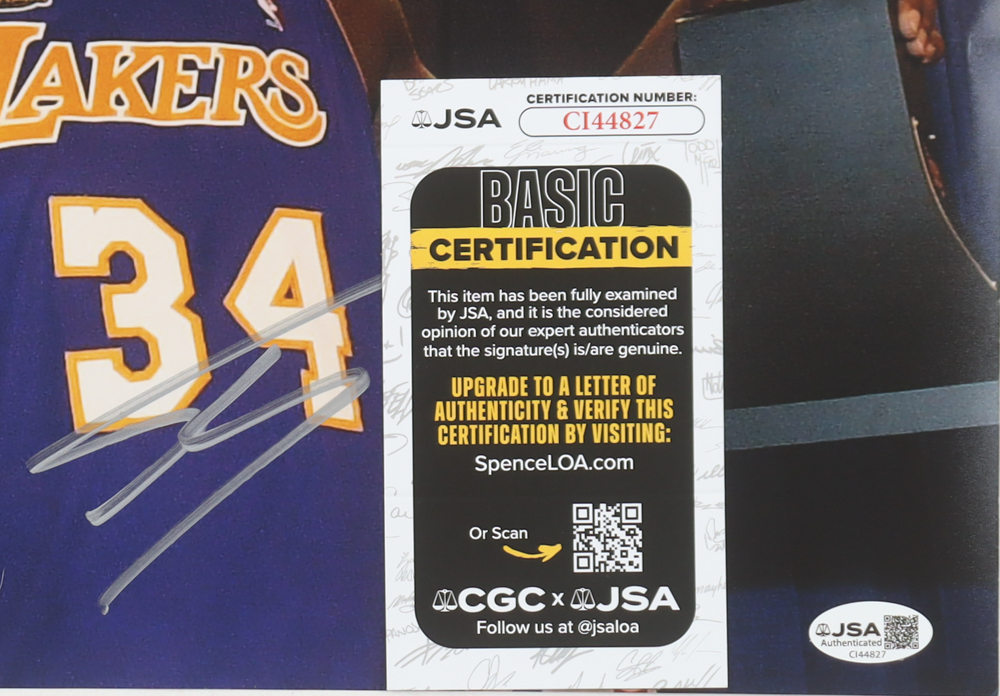 LAKERS
34
JSA
CERTIFICATION NUMBER:
CI44827
BASIC
CERTIFICATION
This item has been fully examined
by JSA, and it is the considered
opinion of our expert authenticators
that the signature(s) is/are genuine.
UPGRADE TO A LETTER OF
AUTHENTICITY & VERIFY THIS
CERTIFICATION BY VISITING:
SpenceLOA.com
Or Scan
CGC x JSA
Follow us at @jsaloa
JSA
Authenticated
CI44827